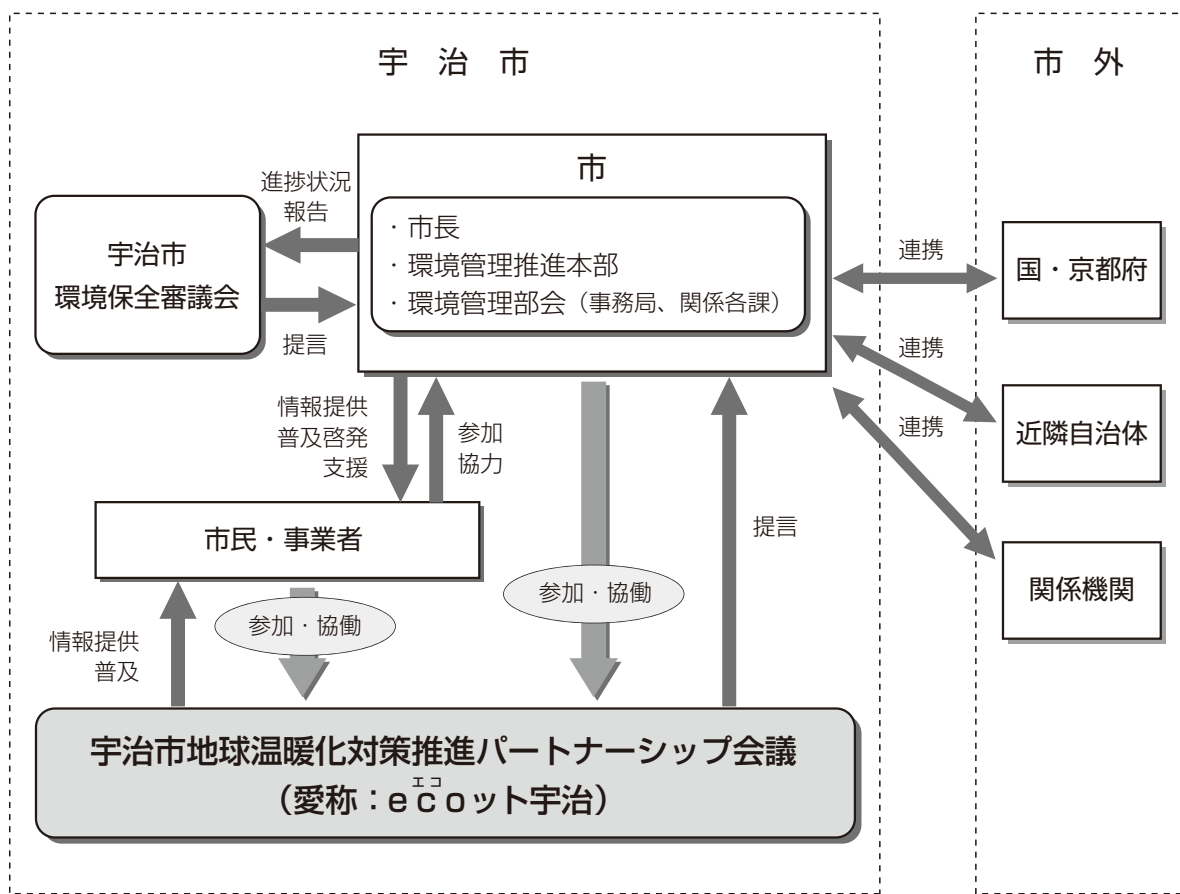 宇 治 市
市 外
市
・市長
・環境管理推進本部
・環境管理部会（事務局、関係各課）
進捗状況
報告
宇治市
環境保全審議会
提言
連携
国・京都府
連携
近隣自治体
連携
関係機関
情報提供
普及啓発
支援
参加
協力
市民・事業者
提言
参加・協働
参加・協働
情報提供
普及
宇治市地球温暖化対策推進パートナーシップ会議
エコ
（愛称：ecoット宇治）